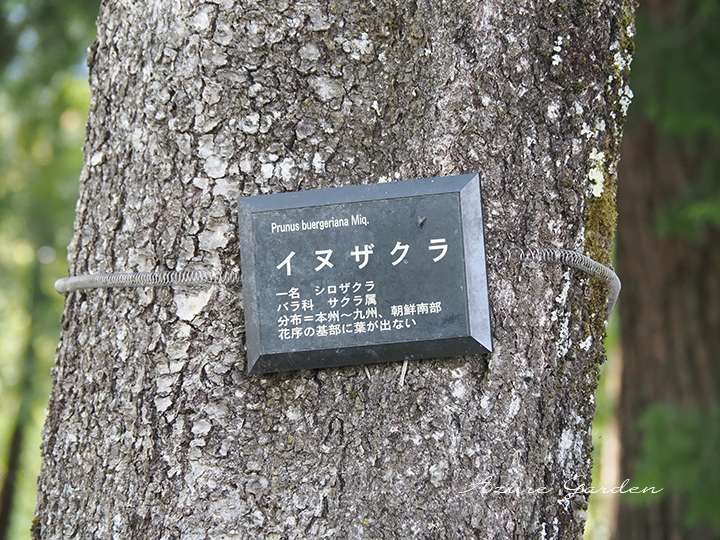 Prunus buergeriana Miq.
イヌザクラ
一名　シロザクラ
バラ科　サクラ属
分布＝本州～九州、朝鮮南部
花序の基部に葉が出ない
Azure Garden